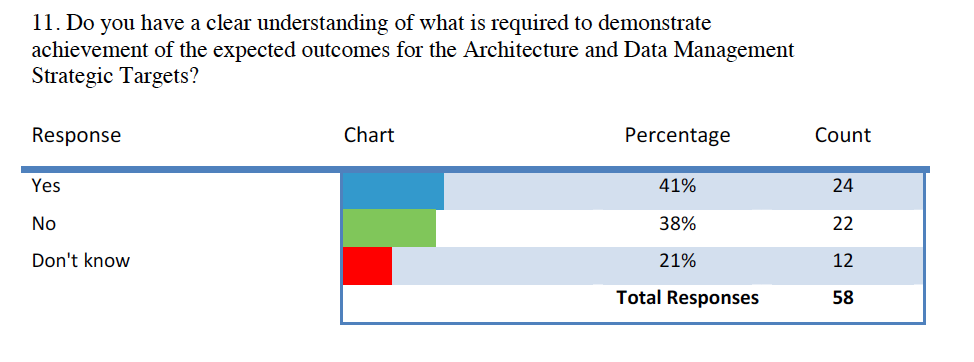 11. Do you have a clear understanding of what is required to demonstrate
achievement of the expected outcomes for the Architecture and Data Management
Strategic Targets?
Response Chart Percentage Count
Yes 41% 24
No 38% 22
Don't know 21% 12
Total Responses 58